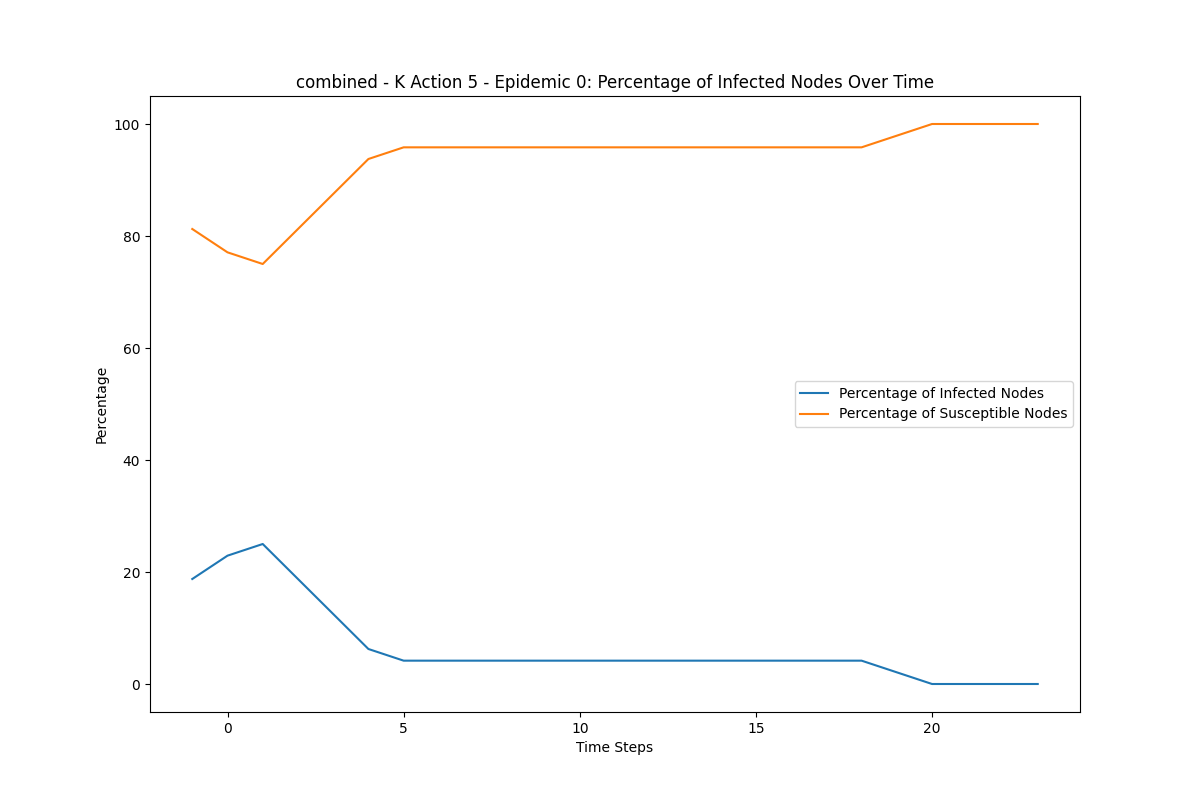 combined - K Action 5 - Epidemic 0: Percentage of Infected Nodes Over Time
100
80
60
40
20
0
Percentage
Percentage of Infected Nodes
Percentage of Susceptible Nodes
0 5 10 15 20
Time Steps